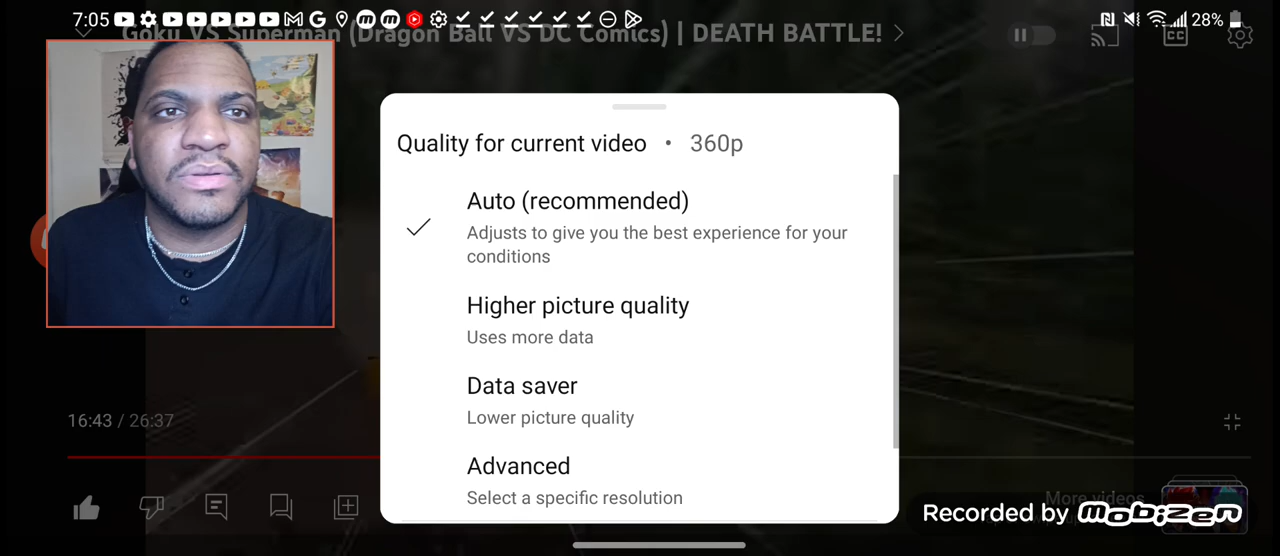 7:05
28%
Goku VS Superman (Dragon Ball VS DC Comics) | DEATH BATTLE!
CC
Quality for current video • 360p
Auto (recommended)
Adjusts to give you the best experience for your
conditions
Higher picture quality
Uses more data
Data saver
Lower picture quality
16:43 / 26:37
Advanced
Select a specific resolution
More videos
Recorded by mobizen